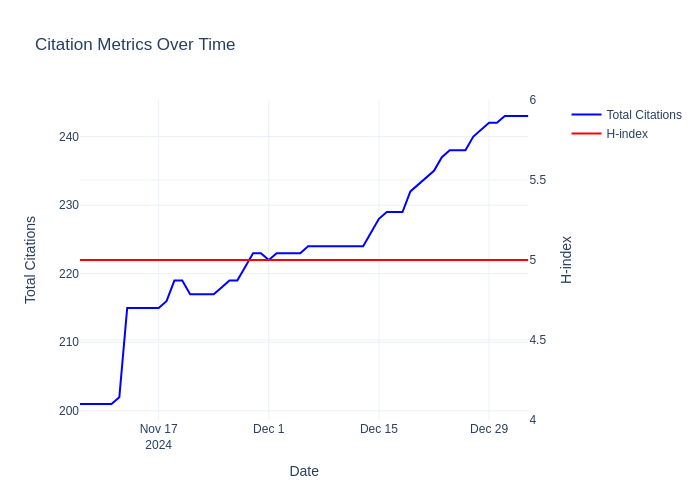 Citation Metrics Over Time
Total Citations
H-index
240
230
220
210
200
6
5.5
5
4.5
4
Nov 17
2024
Dec 1
Dec 15
Dec 29
Total Citations
H-index
Date